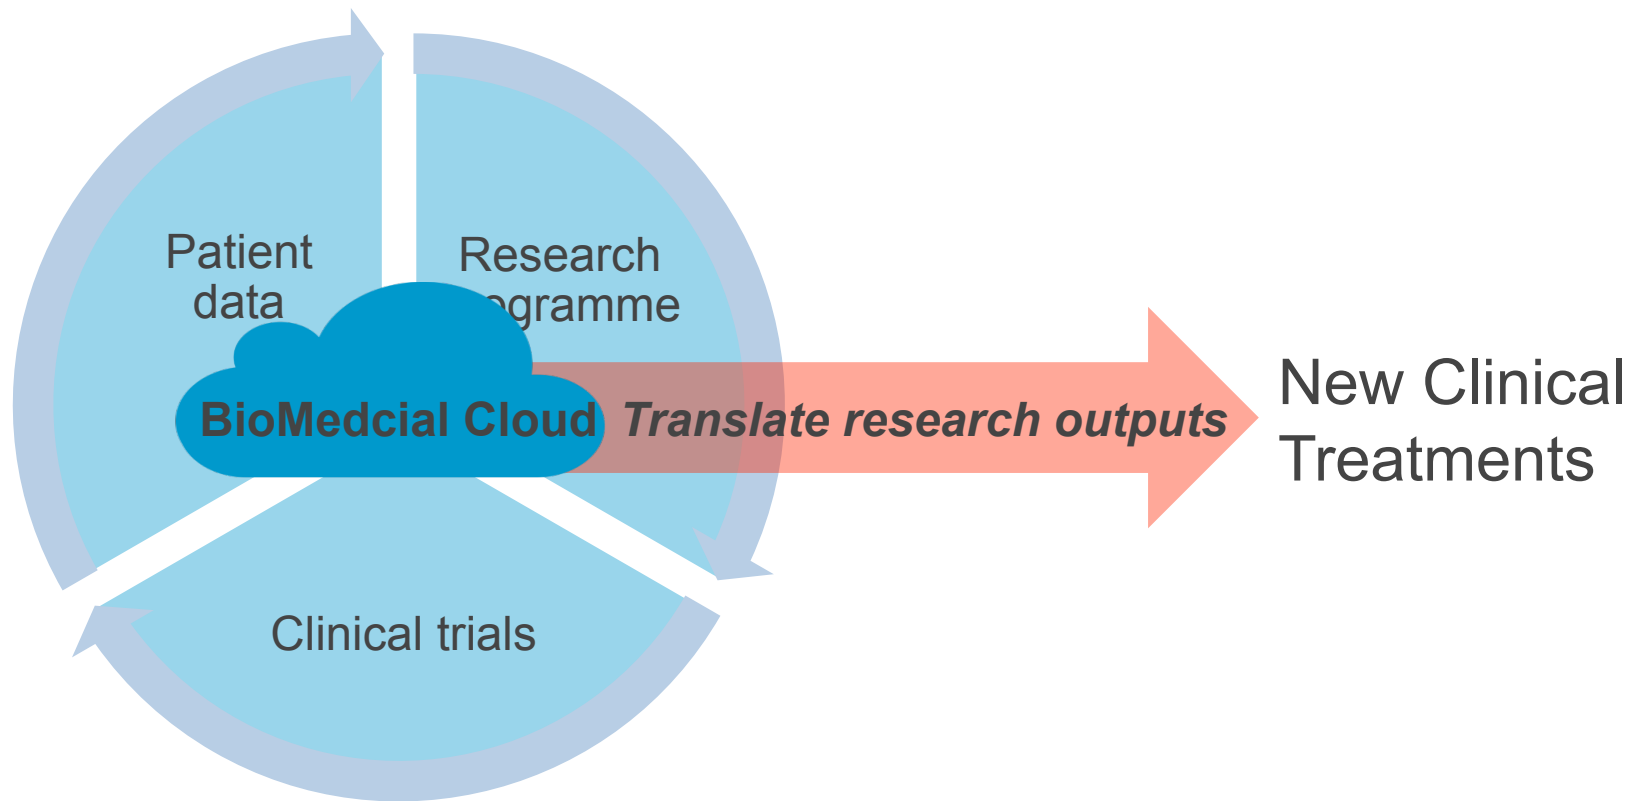 Patient
data
Research
ogramme
BioMedcial Cloud
Translate research outputs
New Clinical
Treatments
Clinical trials